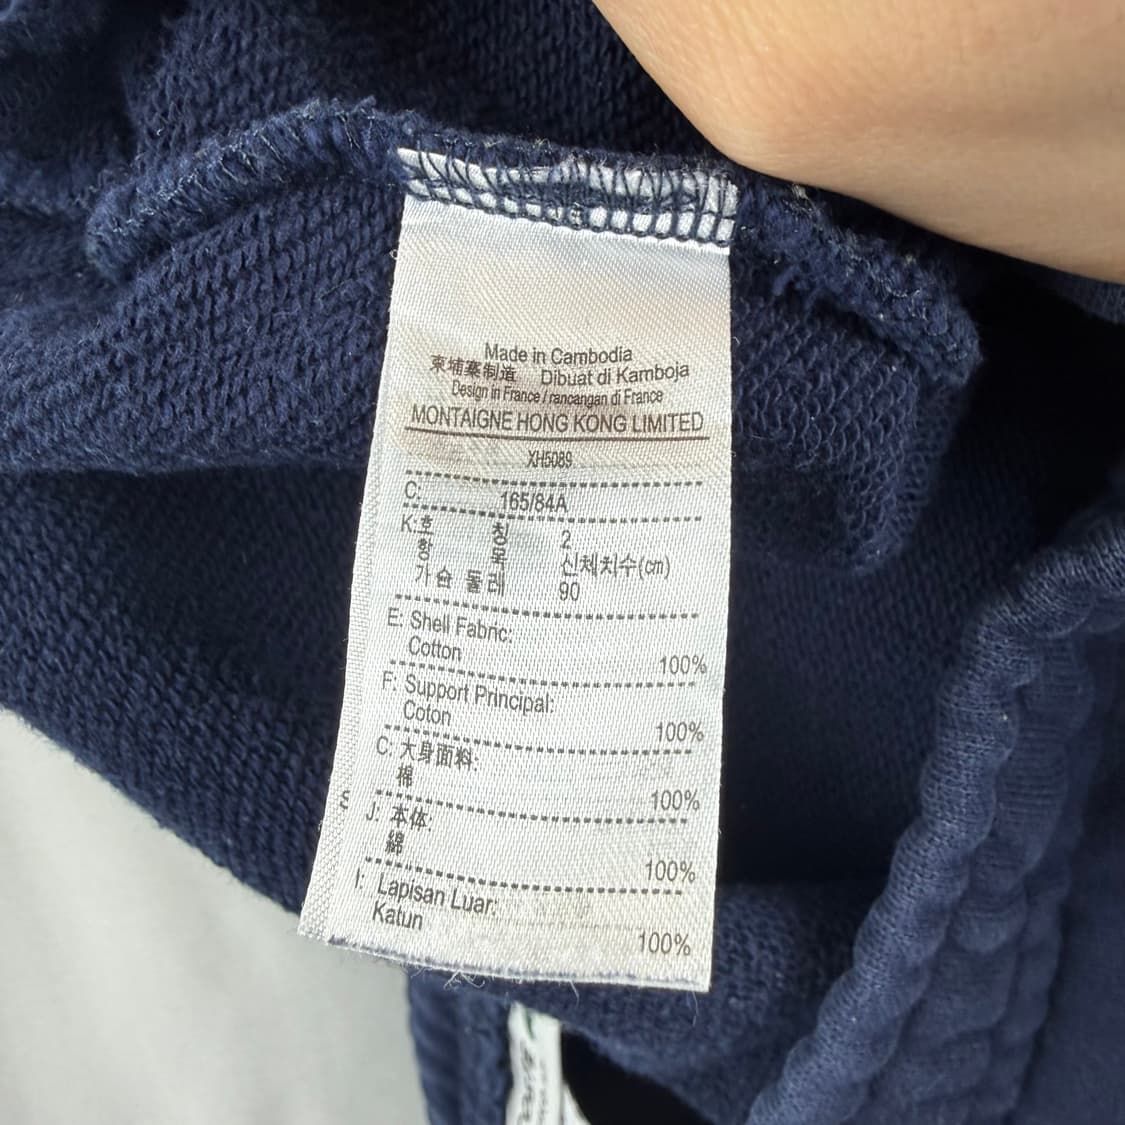 Made in Cambodia
柬埔寨制造 Dibuat di Kamboja
Design in France / rancangan di France
MONTAIGNE HONG KONG LIMITED
XH5089
C: 165/84A
K:호 칭 2
항 목 신체치수(cm)
가슴 둘레 90
E: Shell Fabric:
Cotton 100%
F: Support Principal:
Coton 100%
C: 大身面料:
棉 100%
J: 本体:
綿 100%
I: Lapisan Luar:
Katun 100%